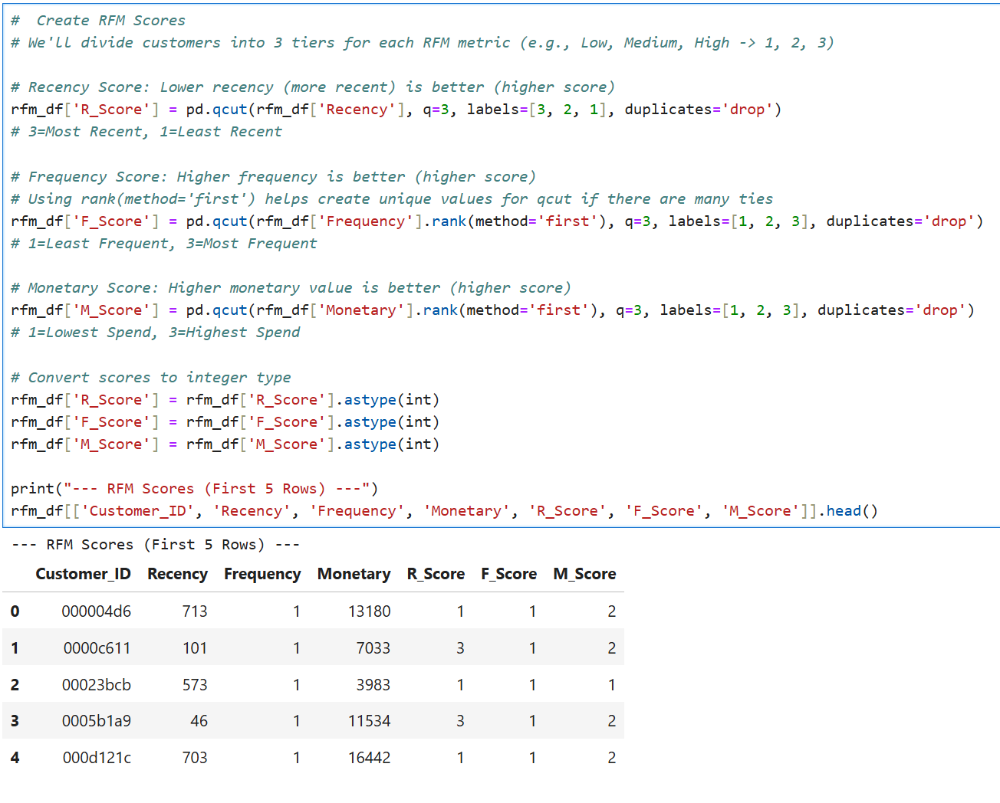 #  Create RFM Scores
# We'll divide customers into 3 tiers for each RFM metric (e.g., Low, Medium, High -> 1, 2, 3)
# Recency Score: Lower recency (more recent) is better (higher score)
rfm_df['R_Score'] = pd.qcut(rfm_df['Recency'], q=3, labels=[3, 2, 1], duplicates='drop')
# 3=Most Recent, 1=Least Recent
# Frequency Score: Higher frequency is better (higher score)
# Using rank(method='first') helps create unique values for qcut if there are many ties
rfm_df['F_Score'] = pd.qcut(rfm_df['Frequency'].rank(method='first'), q=3, labels=[1, 2, 3], duplicates='drop')
# 1=Least Frequent, 3=Most Frequent
# Monetary Score: Higher monetary value is better (higher score)
rfm_df['M_Score'] = pd.qcut(rfm_df['Monetary'].rank(method='first'), q=3, labels=[1, 2, 3], duplicates='drop')
# 1=Lowest Spend, 3=Highest Spend
# Convert scores to integer type
rfm_df['R_Score'] = rfm_df['R_Score'].astype(int)
rfm_df['F_Score'] = rfm_df['F_Score'].astype(int)
rfm_df['M_Score'] = rfm_df['M_Score'].astype(int)
print("--- RFM Scores (First 5 Rows) ---")
rfm_df[['Customer_ID', 'Recency', 'Frequency', 'Monetary', 'R_Score', 'F_Score', 'M_Score']].head()
--- RFM Scores (First 5 Rows) ---
Customer_ID Recency Frequency Monetary R_Score F_Score M_Score
0 000004d6 713 1 13180 1 1 2
1 0000c611 101 1 7033 3 1 2
2 00023bcb 573 1 3983 1 1 1
3 0005b1a9 46 1 11534 3 1 2
4 000d121c 703 1 16442 1 1 2